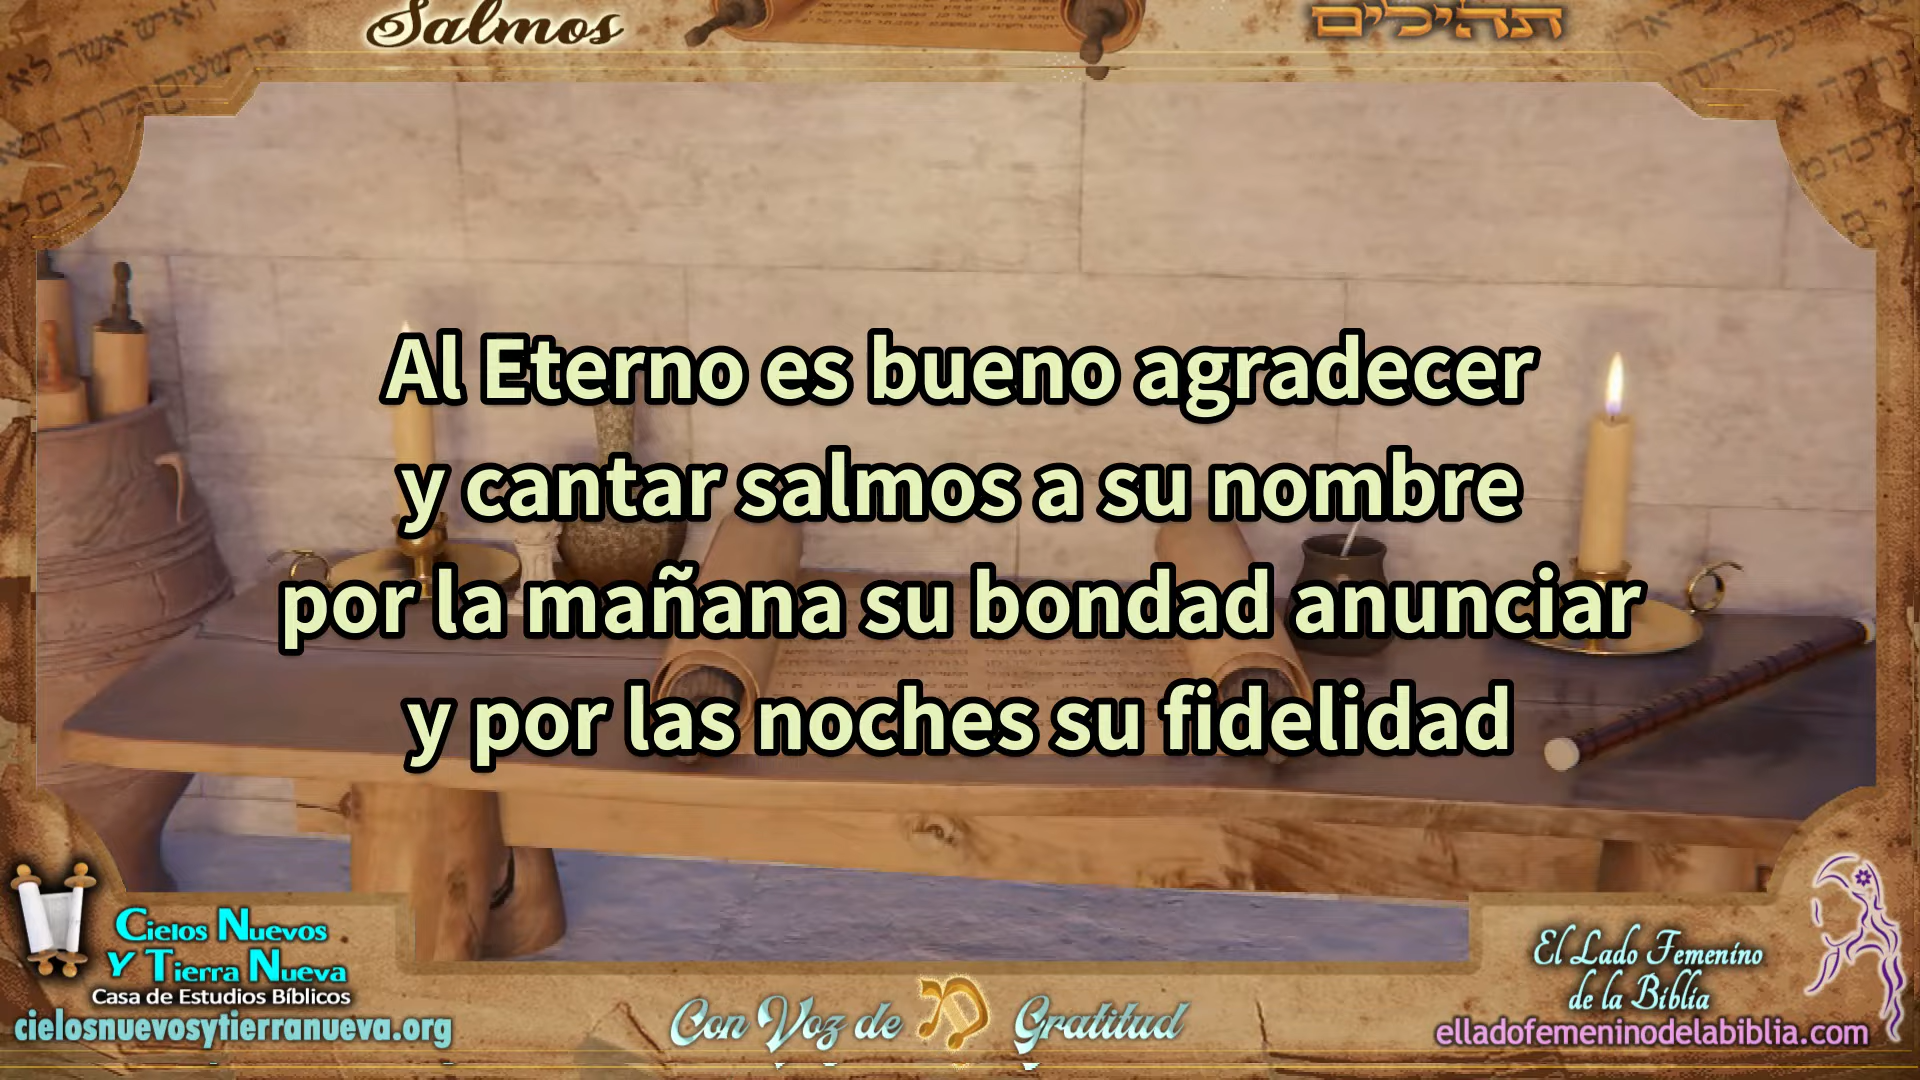 Salmos
תהילים
Al Eterno es bueno agradecer
y cantar salmos a su nombre
por la mañana su bondad anunciar
y por las noches su fidelidad
Cielos Nuevos
Y Tierra Nueva
Casa de Estudios Bíblicos
cielosnuevosytierranueva.org
Con Voz de
Gratitud
El Lado Femenino
de la Biblia
elladofemeninodelabiblia.com